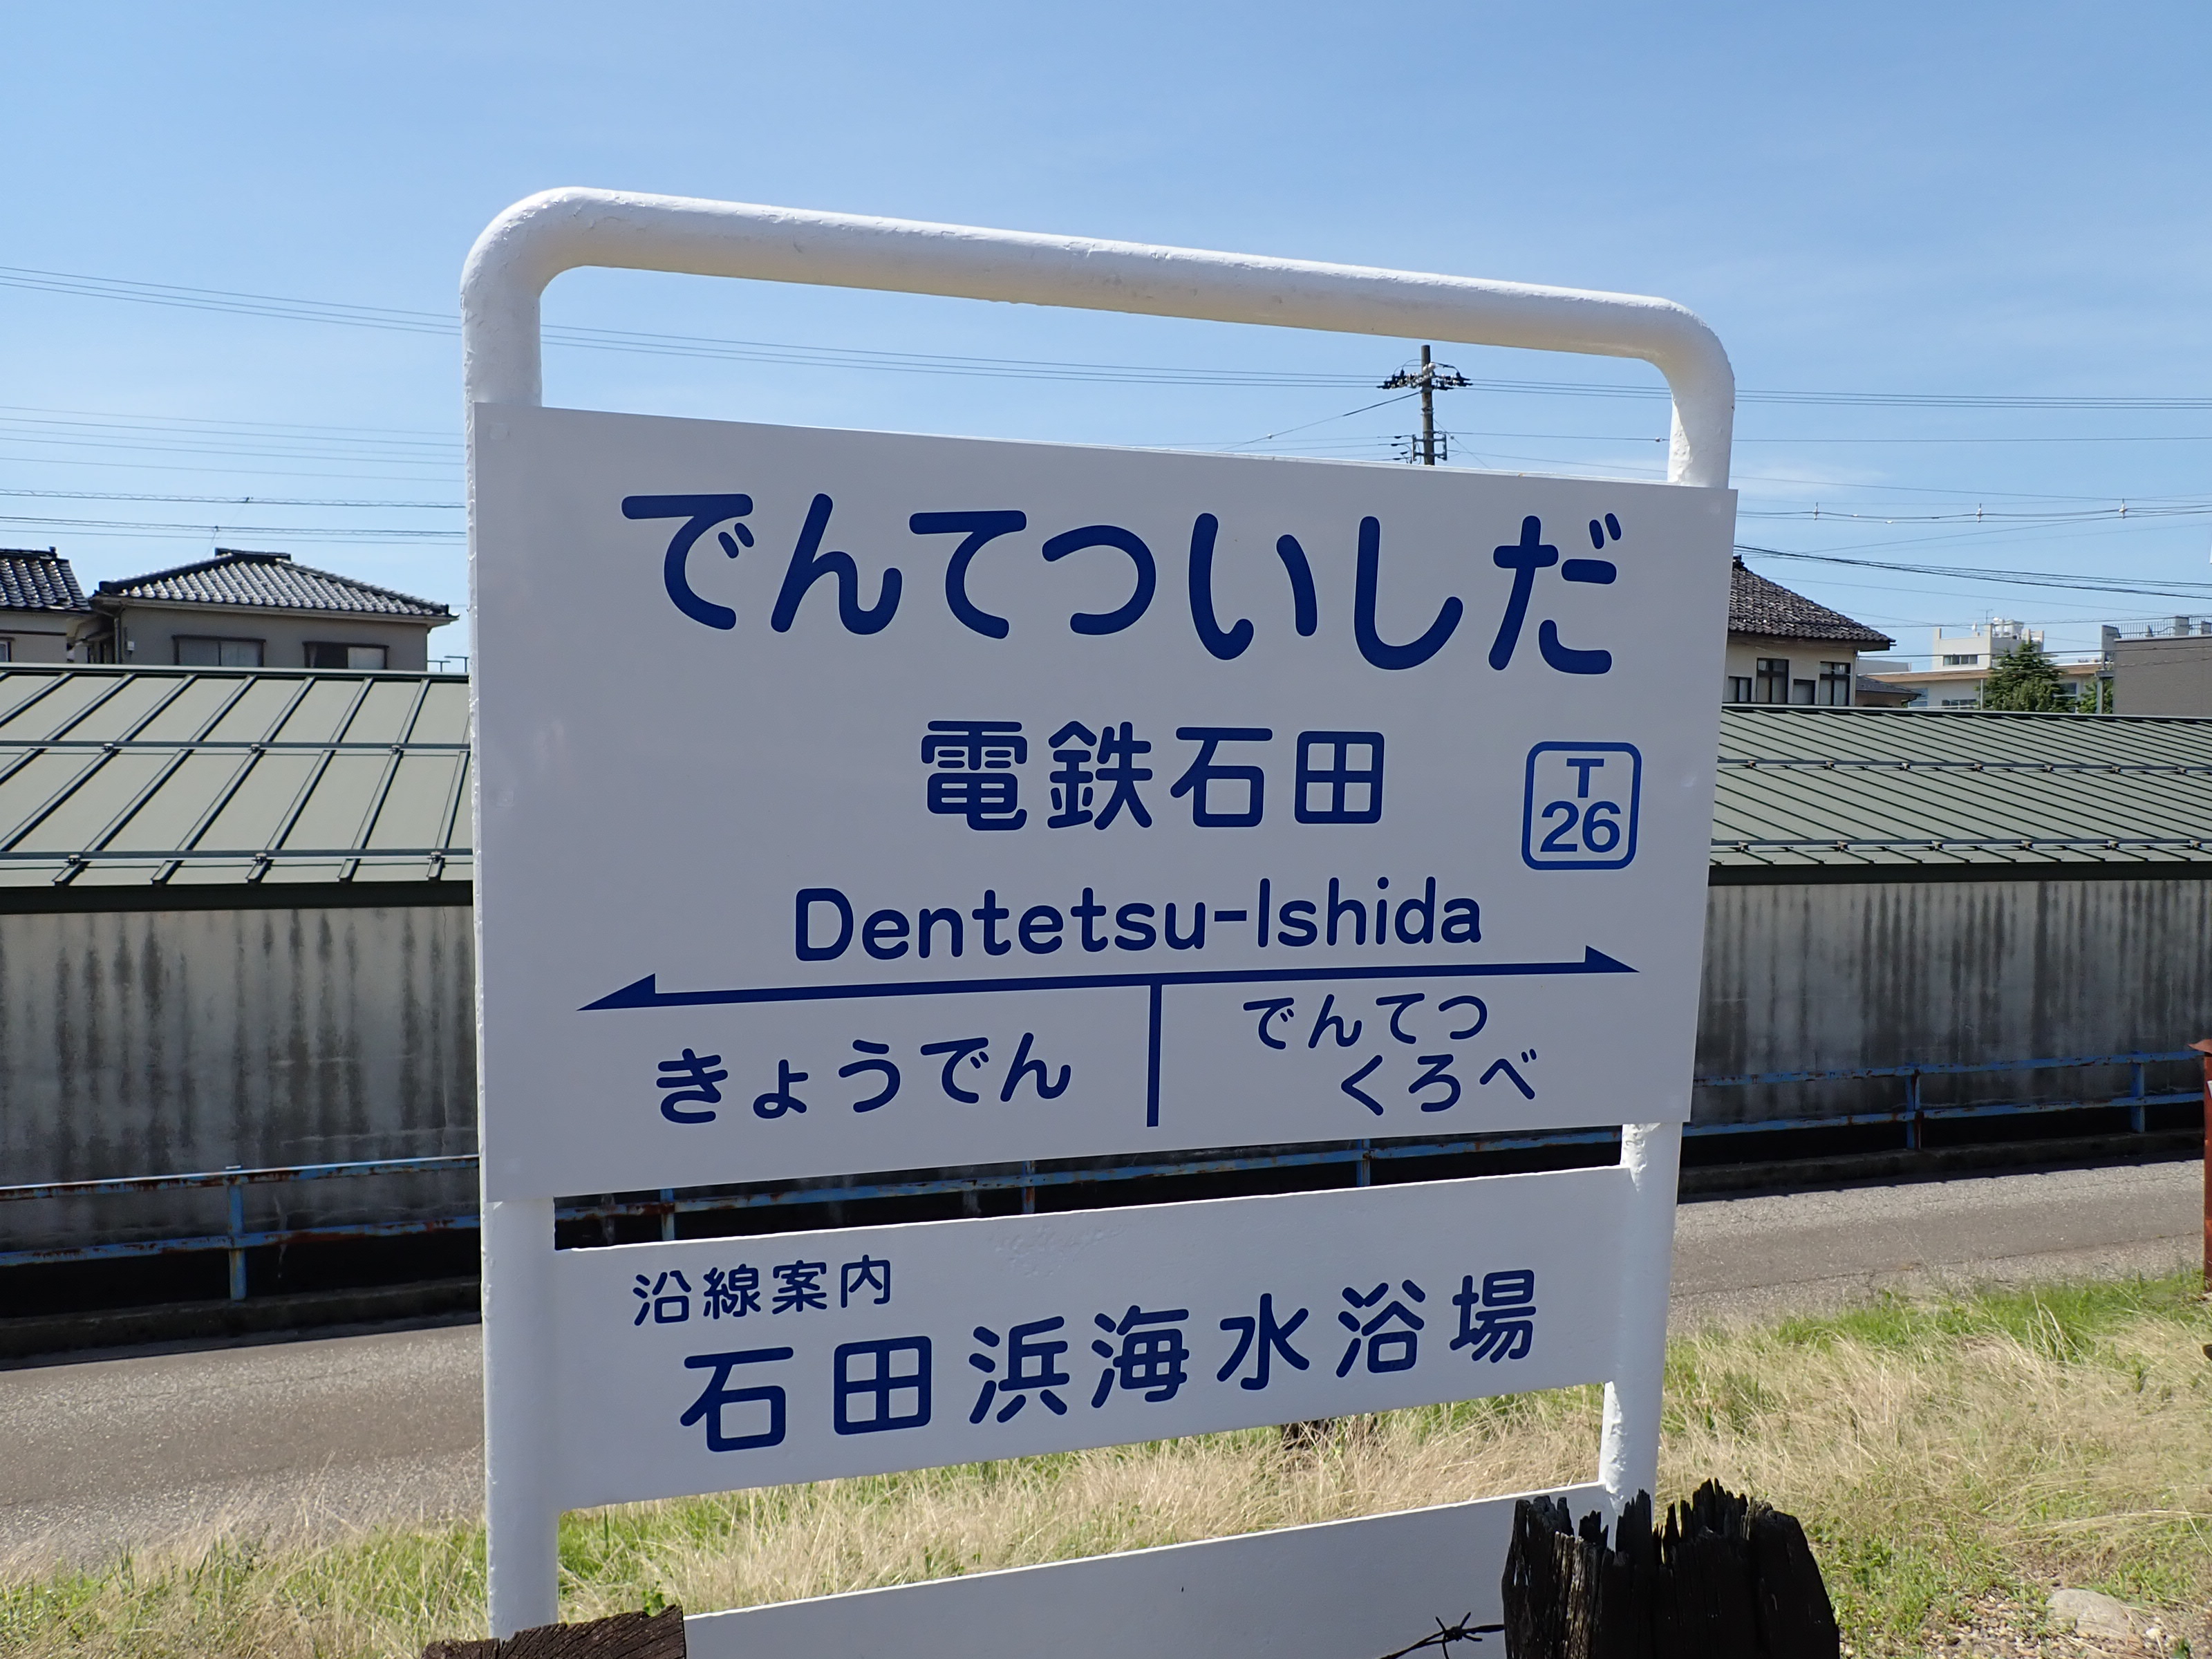 でんてついしだ
電鉄石田
T
26
Dentetsu-Ishida
きょうでん
でんてつ
くろべ
沿線案内
石田浜海水浴場